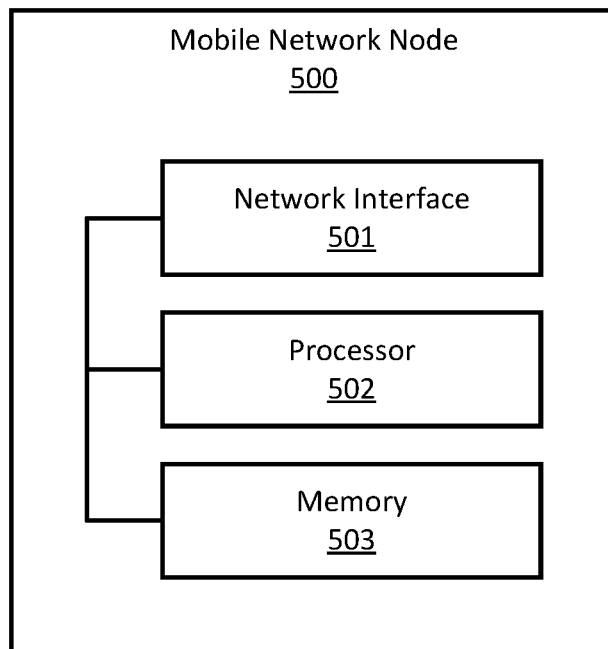 Mobile Network Node
500
Network Interface
501
Processor
502
Memory
503